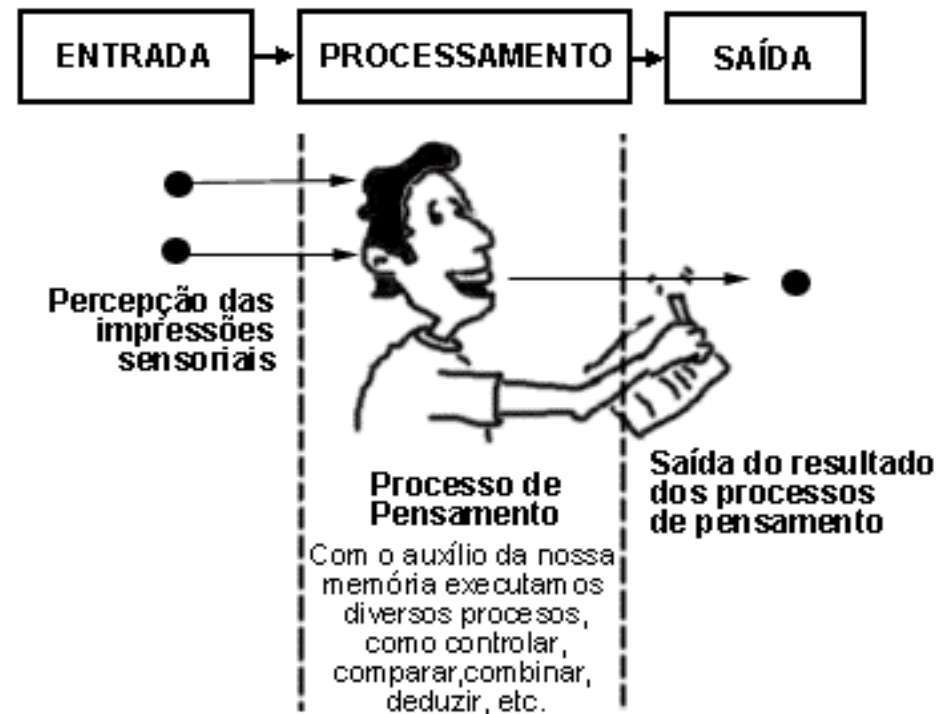 ENTRADA
PROCESSAMENTO
SAÍDA
Percepção das
impressões
sensoriais
Processo de
Pensamento
Com o auxílio da nossa
memória executamos
diversos procesos,
como controlar,
comparar,combinar,
deduzir, etc.
Saída do resultado
dos processos
de pensamento